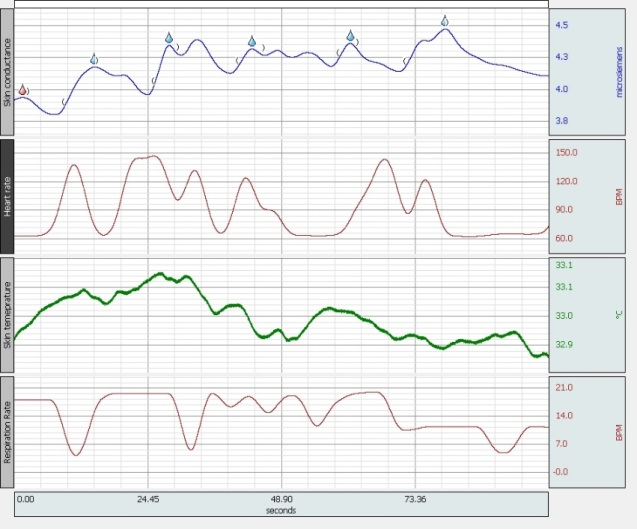 Skin conductance
4.5
4.3
4.0
3.8
microsiemens
Heart rate
150.0
120.0
90.0
60.0
BPM
Skin temeprature
33.1
33.1
33.0
32.9
°C
Respiration Rate
21.0
14.0
7.0
-0.0
BPM
0.00 24.45 48.90 73.36
seconds